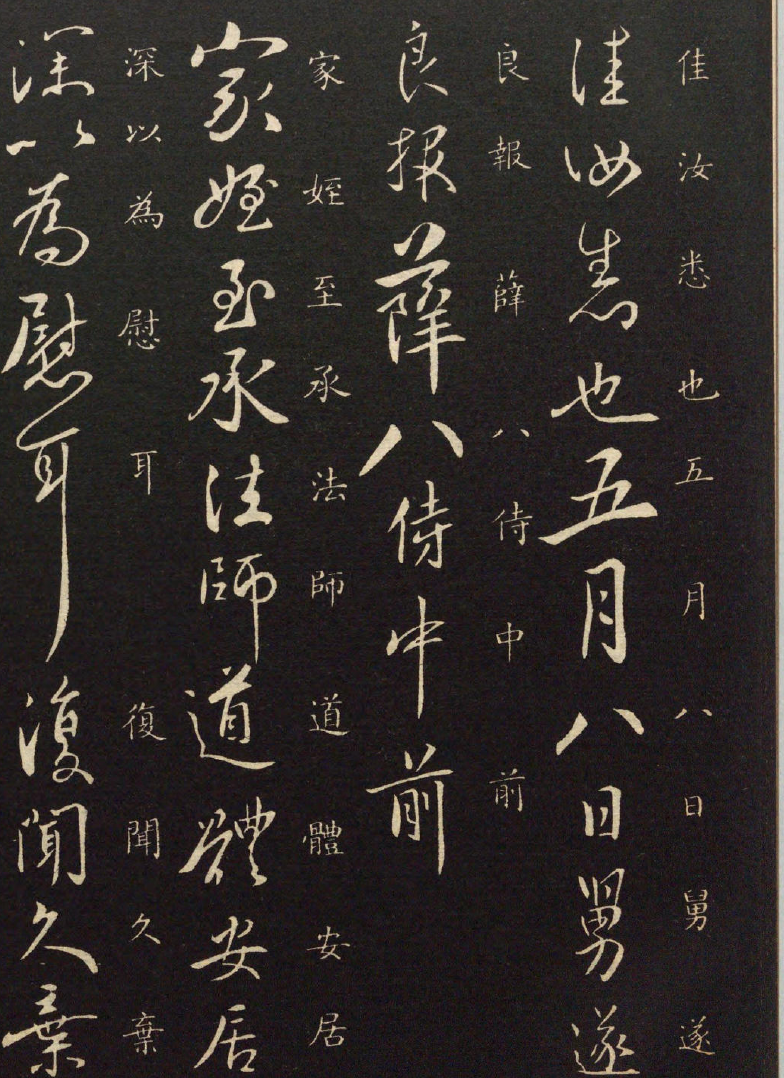 佳汝悉也五月八日舅遂
佳汝悉也五月八日舅遂
良報薛八侍中前
良報薛八侍中前
家姪至承法師道體安居
家姪至承法師道體安居
深以為慰耳復聞久棄
深以為慰耳復聞久棄